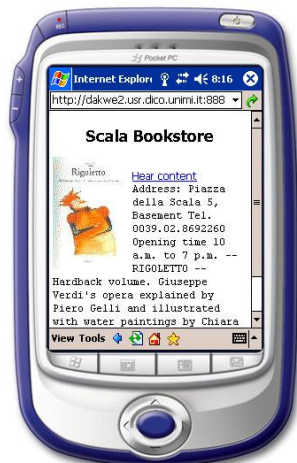 REC
Pocket PC
Internet Explore 8:16
http://dakwe2.usr.dico.unimi.it:888
Scala Bookstore
Rigoletto
Hear content
Address: Piazza
della Scala 5,
Basement Tel.
0039.02.8692260
Opening time 10
a.m. to 7 p.m. --
RIGOLETTO --
Hardback volume. Giuseppe
Verdi's opera explained by
Piero Gelli and illustrated
with water paintings by Chiara
View Tools